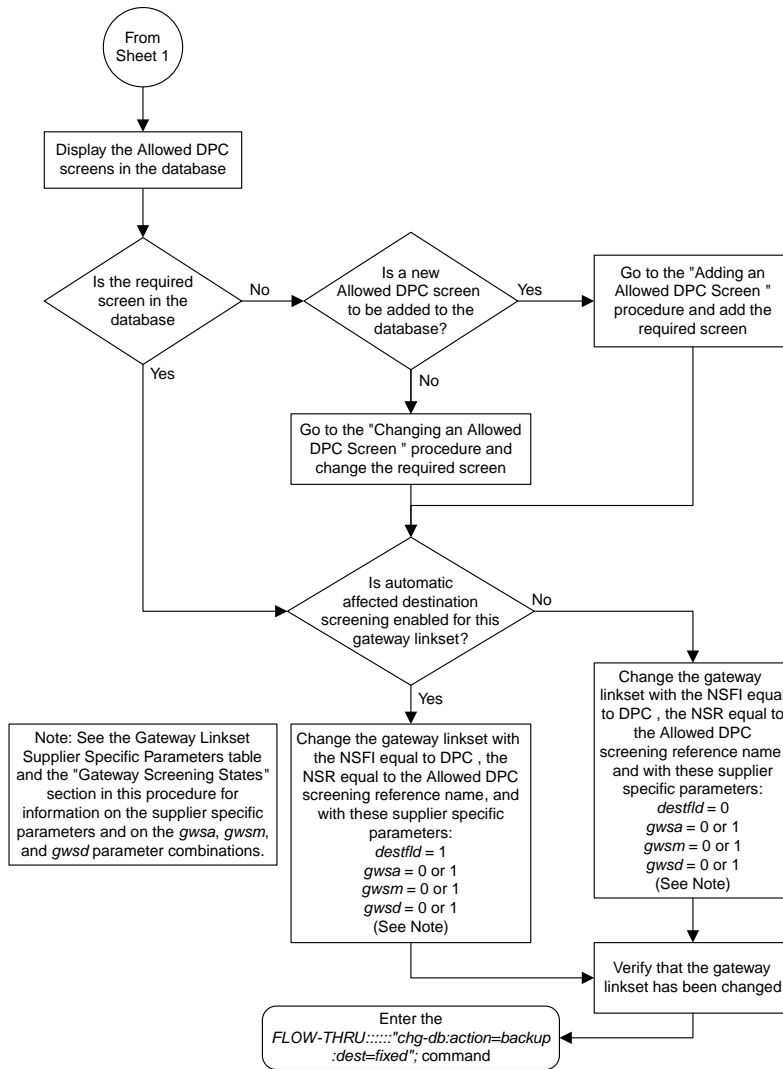 From
Sheet 1
Display the Allowed DPC
screens in the database
Is the required
screen in the
database
No
Yes
Is a new
Allowed DPC screen
to be added to the
database?
Yes
No
Go to the "Adding an
Allowed DPC Screen "
procedure and add the
required screen
Go to the "Changing an Allowed
DPC Screen " procedure and
change the required screen
Is automatic
affected destination
screening enabled for this
gateway linkset?
No
Yes
Note: See the Gateway Linkset
Supplier Specific Parameters table
and the "Gateway Screening States"
section in this procedure for
information on the supplier specific
parameters and on the gwsa, gwsm,
and gwsd parameter combinations.
Change the gateway linkset with
the NSFI equal to DPC , the
NSR equal to the Allowed DPC
screening reference name, and
with these supplier specific
parameters:
destfld = 1
gwsa = 0 or 1
gwsm = 0 or 1
gwsd = 0 or 1
(See Note)
Change the gateway
linkset with the NSFI equal
to DPC , the NSR equal to
the Allowed DPC
screening reference name
and with these supplier
specific parameters:
destfld = 0
gwsa = 0 or 1
gwsm = 0 or 1
gwsd = 0 or 1
(See Note)
Verify that the gateway
linkset has been changed
Enter the
FLOW-THRU::::::"chg-db:action=backup
:dest=fixed"; command